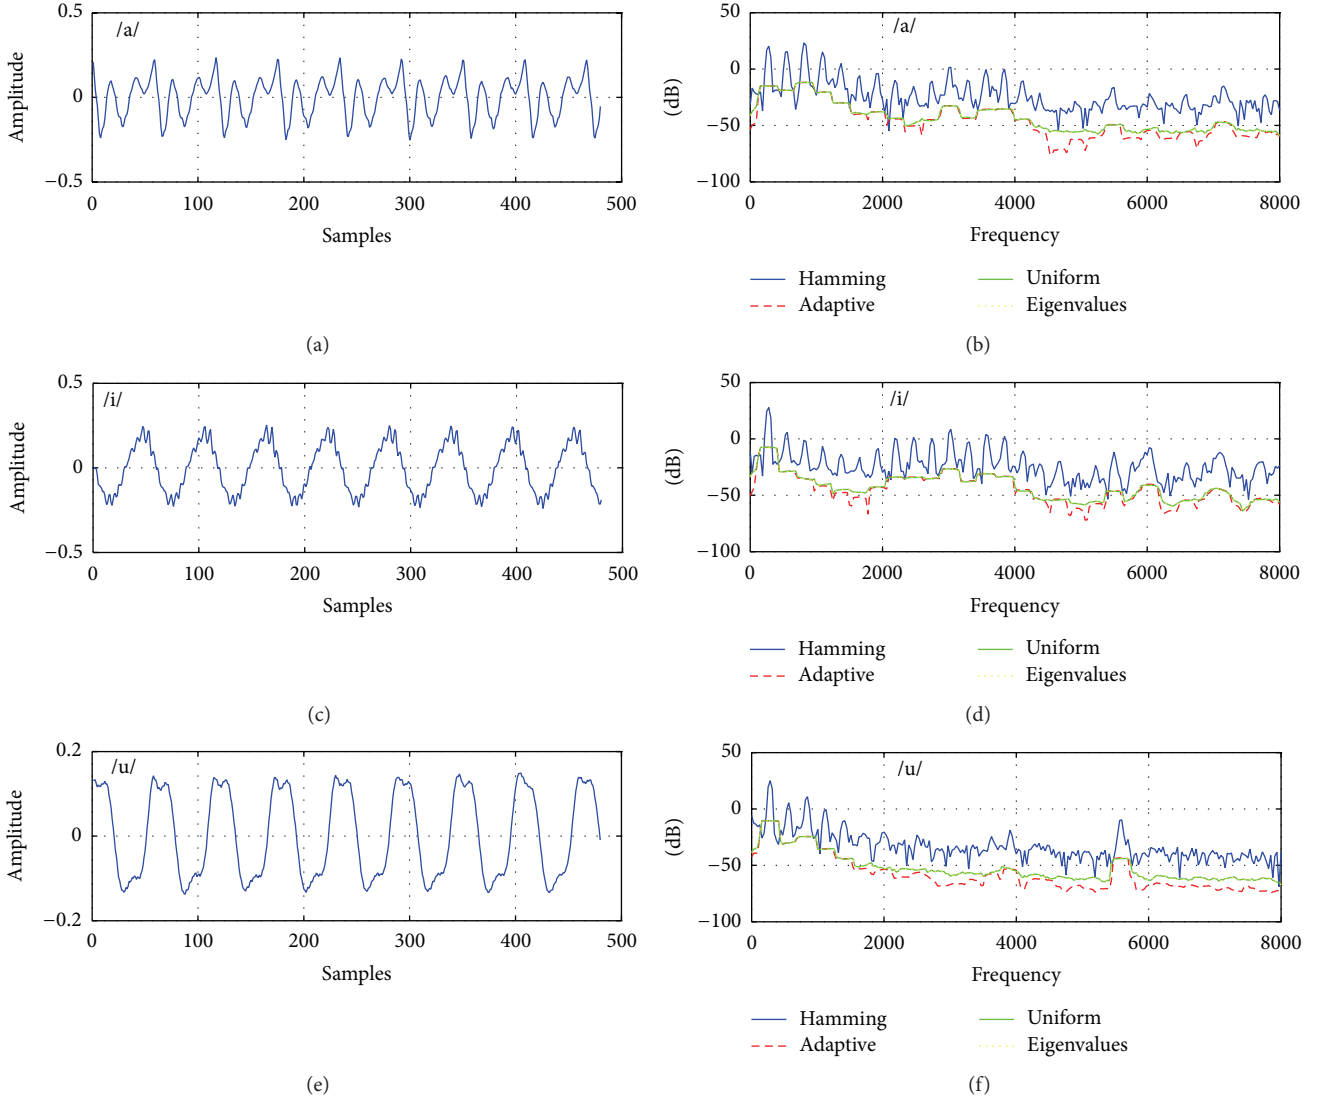 /a/
Amplitude
0.5
0
−0.5
0 100 200 300 400 500
Samples
(a)
/a/
(dB)
50
0
−50
−100
0 2000 4000 6000 8000
Frequency
Hamming
Adaptive
Uniform
Eigenvalues
(b)
/i/
Amplitude
0.5
0
−0.5
0 100 200 300 400 500
Samples
(c)
/i/
(dB)
50
0
−50
−100
0 2000 4000 6000 8000
Frequency
Hamming
Adaptive
Uniform
Eigenvalues
(d)
/u/
Amplitude
0.2
0
−0.2
0 100 200 300 400 500
Samples
(e)
/u/
(dB)
50
0
−50
−100
0 2000 4000 6000 8000
Frequency
Hamming
Adaptive
Uniform
Eigenvalues
(f)